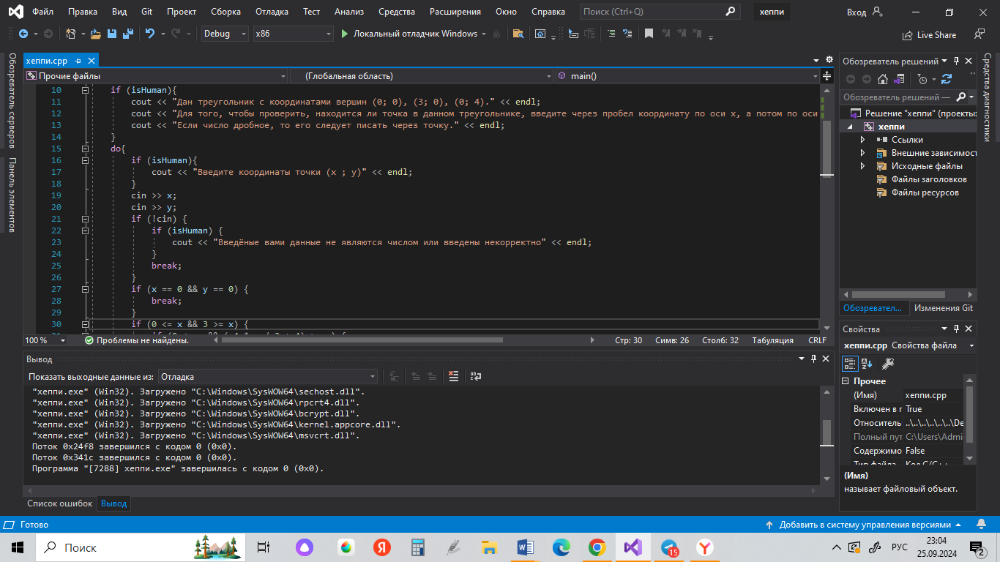 Файл Правка Вид Git Проект Сборка Отладка Тест Анализ Средства Расширения Окно Справка Поиск (Ctrl+Q) хеппи Вход
Debug x86 Локальный отладчик Windows Live Share
Обозреватель серверов
Панель элементов
хеппи.cpp
Прочие файлы (Глобальная область) main()
10 if (isHuman){
11 cout << "Дан треугольник с координатами вершин (0; 0), (3; 0), (0; 4)." << endl;
12 cout << "Для того, чтобы проверить, находится ли точка в данном треугольнике, введите через пробел координату по оси x, а потом по оси
13 cout << "Если число дробное, то его следует писать через точку." << endl;
14 }
15 do{
16 if (isHuman){
17 cout << "Введите координаты точки (x ; y)" << endl;
18 }
19 cin >> x;
20 cin >> y;
21 if (!cin) {
22 if (isHuman) {
23 cout << "Введёные вами данные не являются числом или введены некорректно" << endl;
24 }
25 break;
26 }
27 if (x == 0 && y == 0) {
28 break;
29 }
30 if (0 <= x && 3 >= x) {
100 % Проблемы не найдены. Стр: 30 Симв: 26 Столб: 32 Табуляция CRLF
Вывод
Показать выходные данные из: Отладка
"хеппи.exe" (Win32). Загружено "C:\Windows\SysWOW64\sechost.dll".
"хеппи.exe" (Win32). Загружено "C:\Windows\SysWOW64\rpcrt4.dll".
"хеппи.exe" (Win32). Загружено "C:\Windows\SysWOW64\bcrypt.dll".
"хеппи.exe" (Win32). Загружено "C:\Windows\SysWOW64\kernel.appcore.dll".
"хеппи.exe" (Win32). Загружено "C:\Windows\SysWOW64\msvcrt.dll".
Поток 0x24f8 завершился с кодом 0 (0x0).
Поток 0x341c завершился с кодом 0 (0x0).
Программа "[7288] хеппи.exe" завершилась с кодом 0 (0x0).
Список ошибок Вывод
Обозреватель решений
Обозреватель решений —
Решение "хеппи" (проекты:
хеппи
Ссылки
Внешние зависимост
Исходные файлы
Файлы заголовков
Файлы ресурсов
Обозревател... Изменения Git
Свойства
хеппи.cpp Свойства файла
Прочее
(Имя) хеппи.cpp
Включен в г True
Относитель ..\..\..\..\..\De
Полный пут C:\Users\Admi
Содержимо False
(Имя)
называет файловый объект.
Средства диагностики
Готово Добавить в систему управления версиями
Поиск 15 РУС 23:04
25.09.2024 2